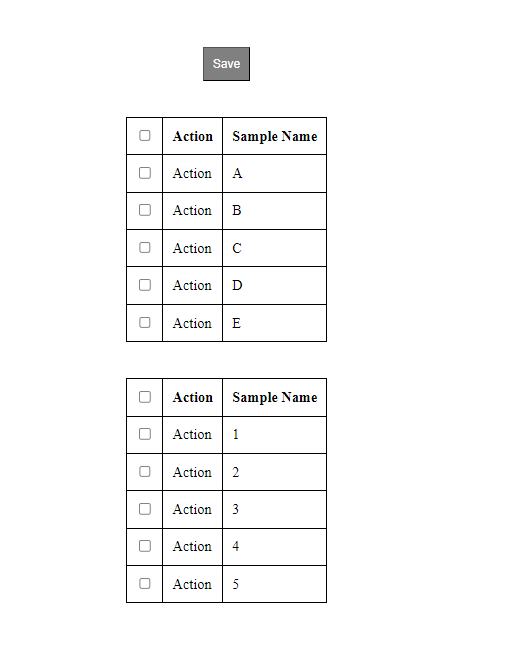 Save
Action Sample Name
Action A
Action B
Action C
Action D
Action E
Action Sample Name
Action 1
Action 2
Action 3
Action 4
Action 5